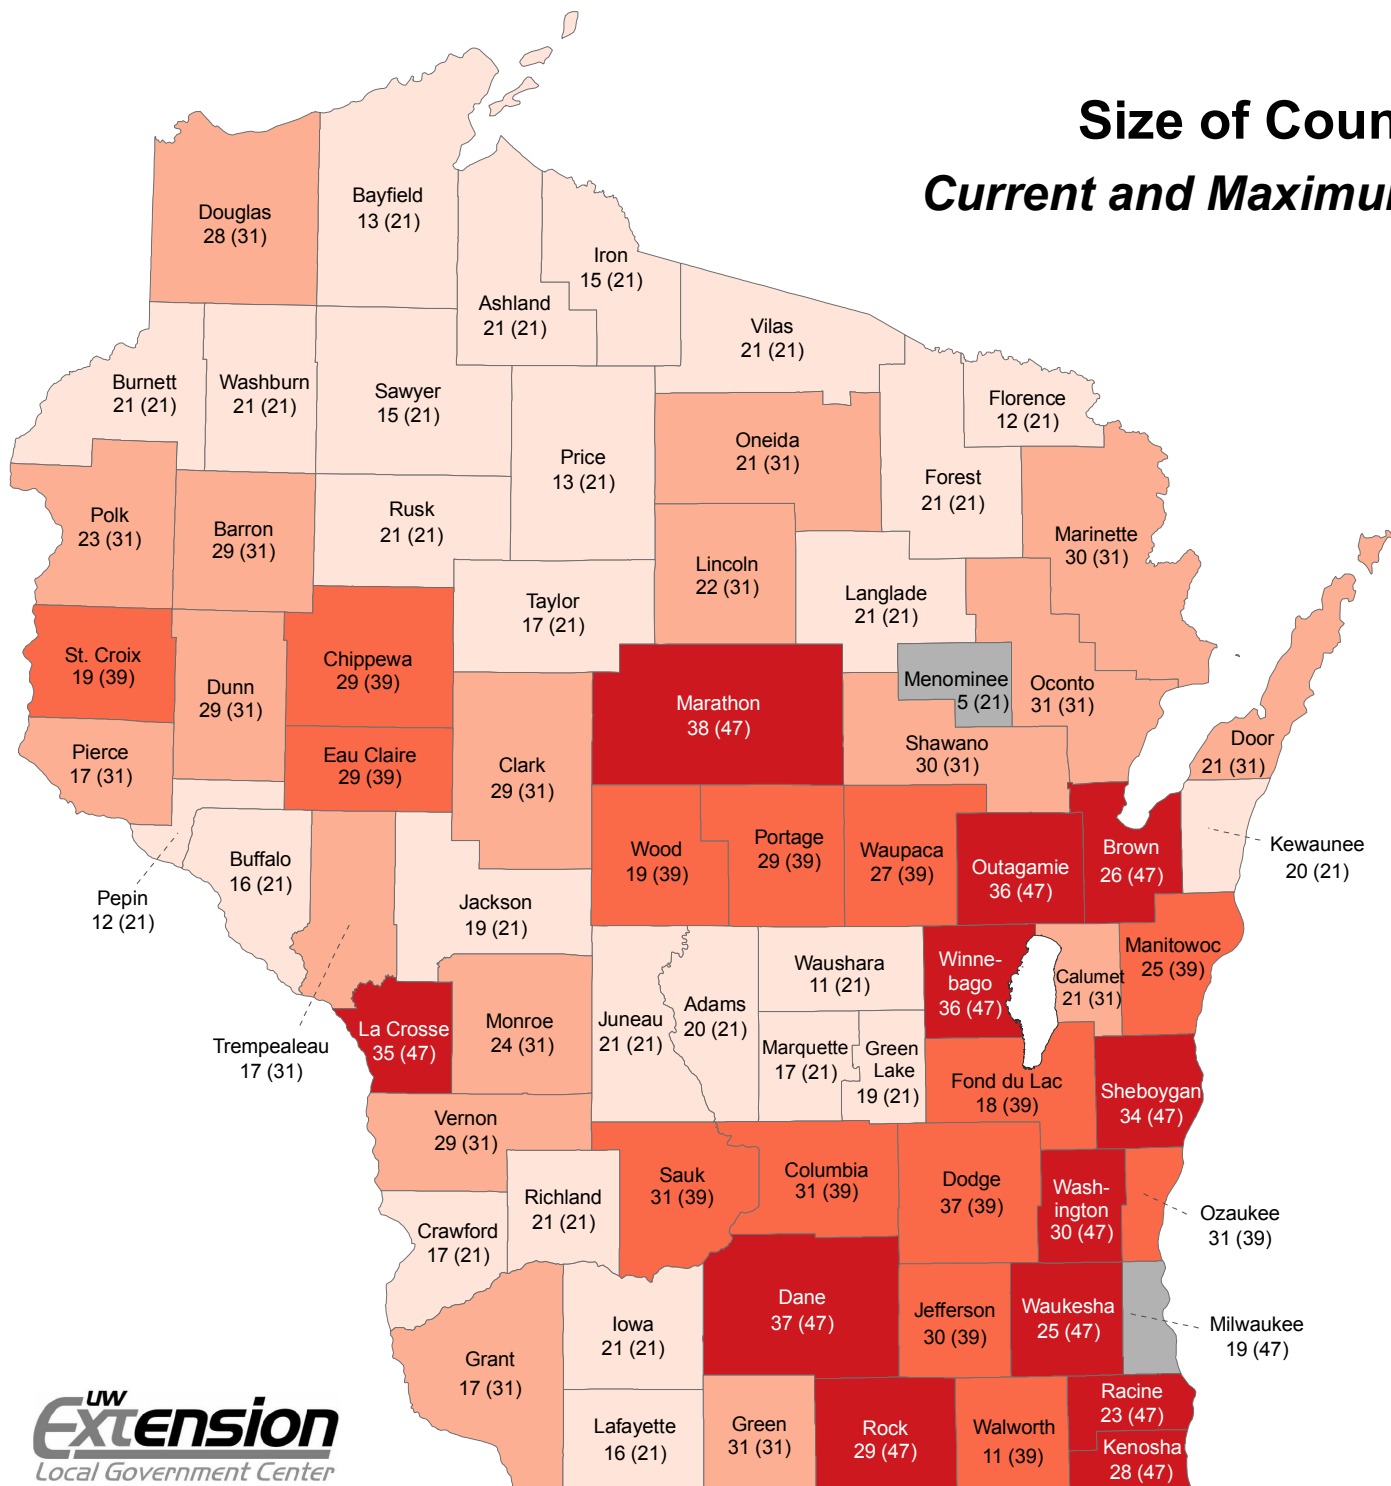 Size of Coun
Current and Maximu
Douglas
28 (31)
Bayfield
13 (21)
Iron
15 (21)
Ashland
21 (21)
Vilas
21 (21)
Burnett
21 (21)
Washburn
21 (21)
Sawyer
15 (21)
Florence
12 (21)
Oneida
21 (31)
Price
13 (21)
Forest
21 (21)
Polk
23 (31)
Barron
29 (31)
Rusk
21 (21)
Marinette
30 (31)
Lincoln
22 (31)
Langlade
21 (21)
Taylor
17 (21)
St. Croix
19 (39)
Dunn
29 (31)
Chippewa
29 (39)
Menominee
5 (21)
Oconto
31 (31)
Marathon
38 (47)
Pierce
17 (31)
Eau Claire
29 (39)
Clark
29 (31)
Shawano
30 (31)
Door
21 (31)
Wood
19 (39)
Portage
29 (39)
Waupaca
27 (39)
Outagamie
36 (47)
Brown
26 (47)
Kewaunee
20 (21)
Buffalo
16 (21)
Pepin
12 (21)
Jackson
19 (21)
Trempealeau
17 (31)
La Crosse
35 (47)
Monroe
24 (31)
Juneau
21 (21)
Adams
20 (21)
Waushara
11 (21)
Winne-
bago
36 (47)
Calumet
21 (31)
Manitowoc
25 (39)
Marquette
17 (21)
Green
Lake
19 (21)
Fond du Lac
18 (39)
Sheboygan
34 (47)
Vernon
29 (31)
Richland
21 (21)
Sauk
31 (39)
Columbia
31 (39)
Dodge
37 (39)
Wash-
ington
30 (47)
Ozaukee
31 (39)
Crawford
17 (21)
Dane
37 (47)
Jefferson
30 (39)
Waukesha
25 (47)
Milwaukee
19 (47)
Iowa
21 (21)
Grant
17 (31)
Lafayette
16 (21)
Green
31 (31)
Rock
29 (47)
Walworth
11 (39)
Racine
23 (47)
Kenosha
28 (47)
UW
Extension
Local Government Center